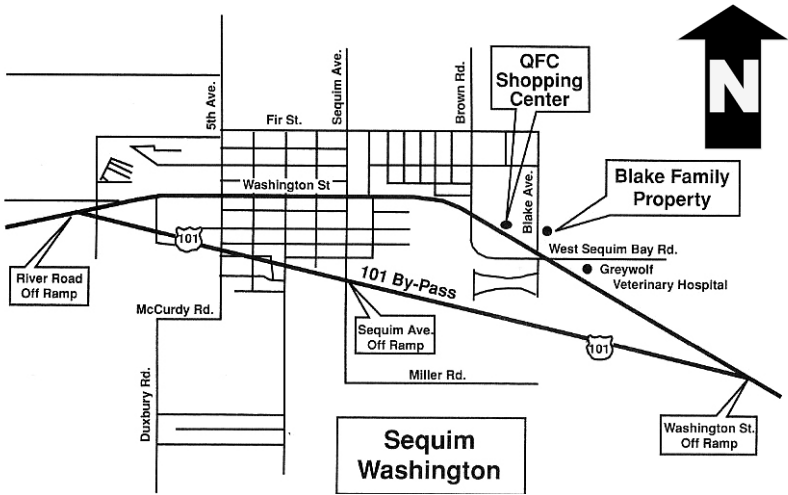 QFC
Shopping
Center
N
5th Ave.
Sequim Ave.
Brown Rd.
Fir St.
Washington St
Blake Ave.
Blake Family
Property
West Sequim Bay Rd.
Greywolf
Veterinary Hospital
101
River Road
Off Ramp
101 By-Pass
McCurdy Rd.
Sequim Ave.
Off Ramp
101
Miller Rd.
Duxbury Rd.
Washington St.
Off Ramp
Sequim
Washington